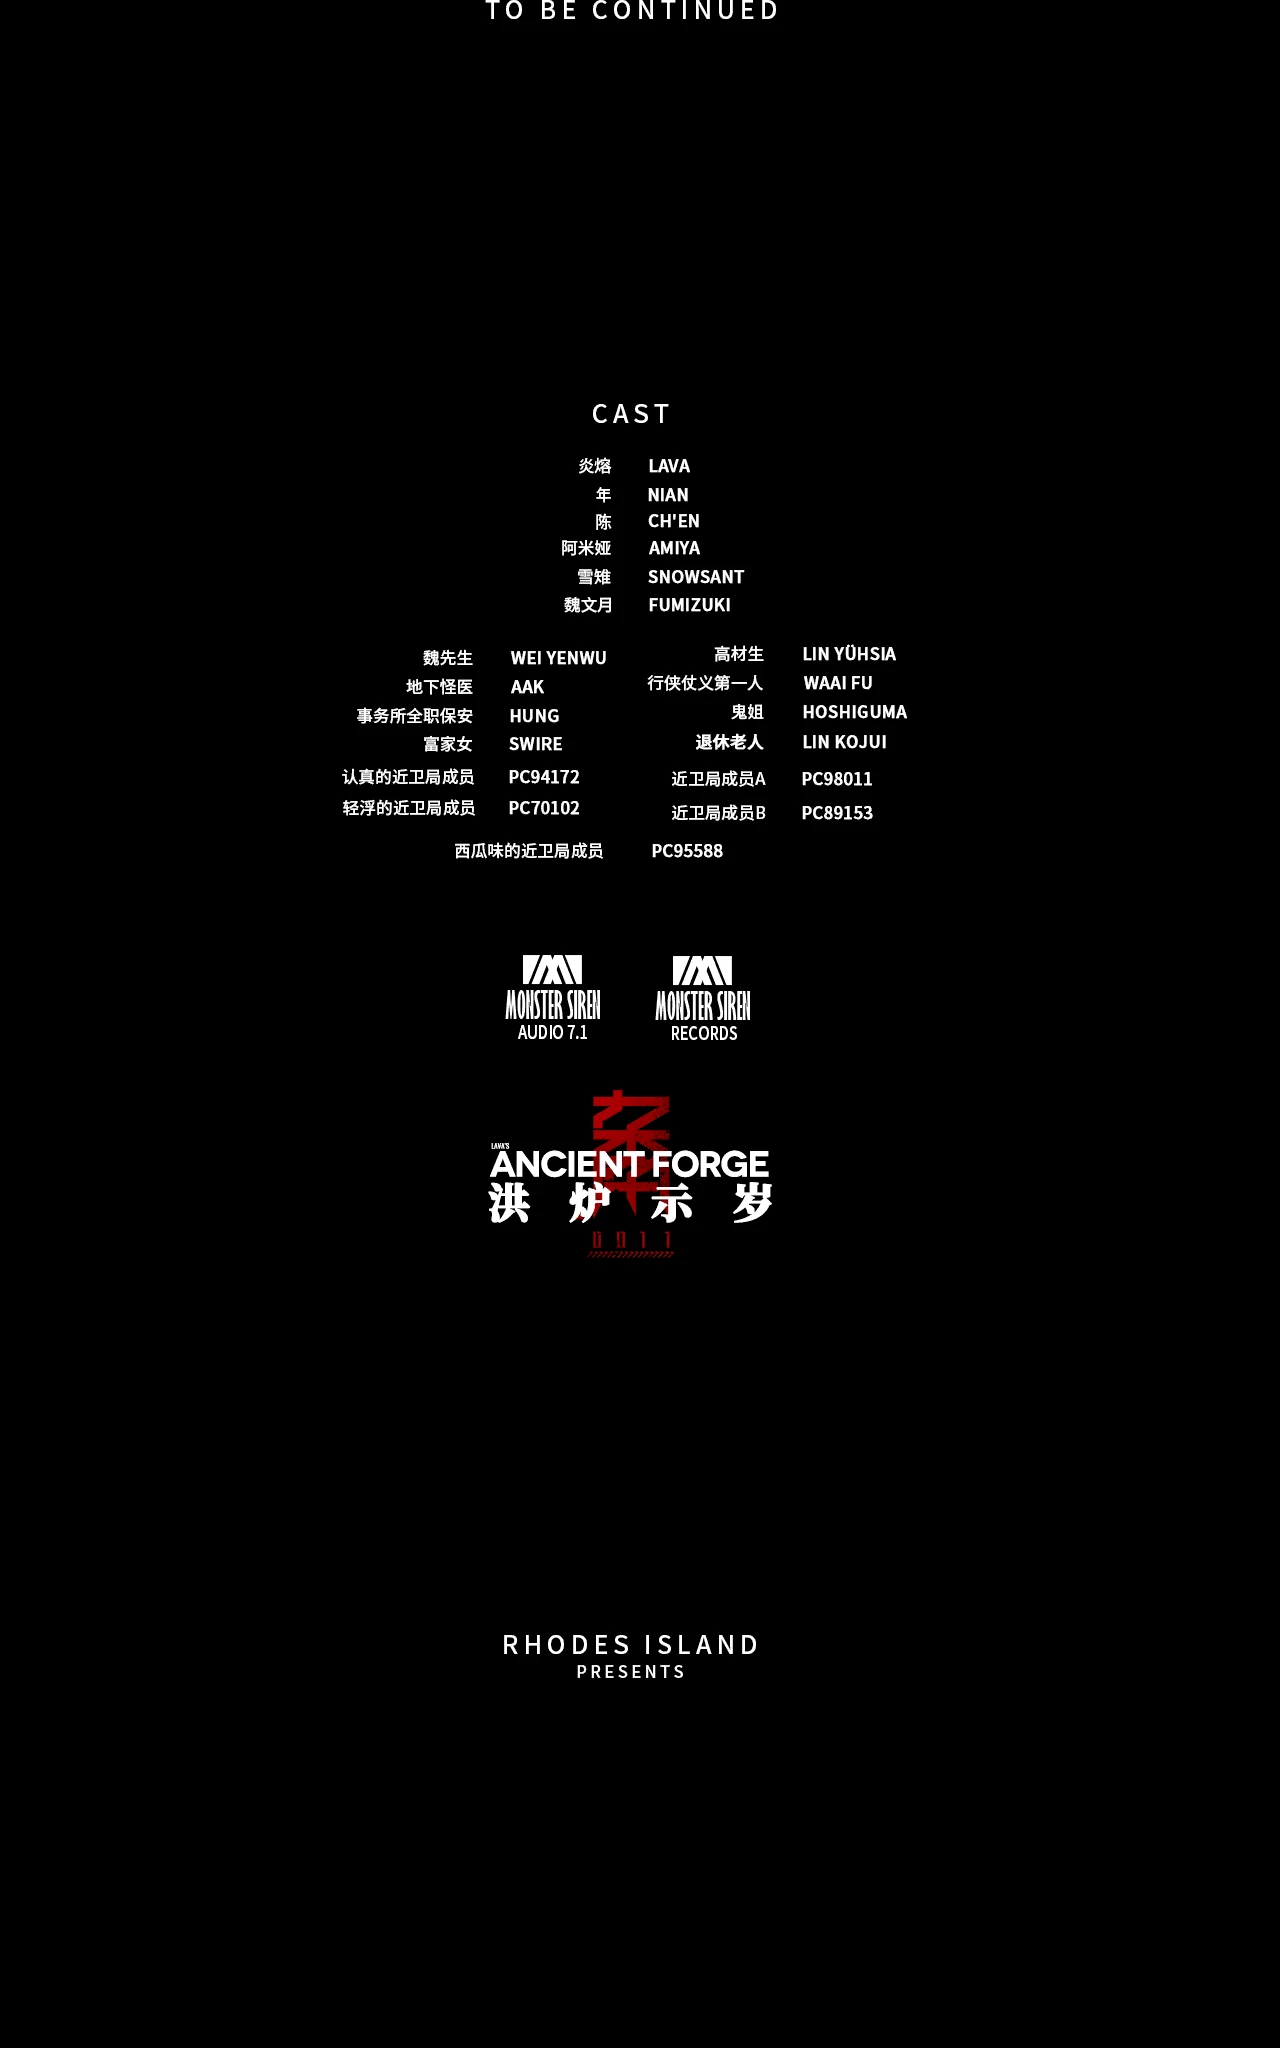 TO BE CONTINUED
CAST
炎熔 LAVA
年 NIAN
陈 CH'EN
阿米娅 AMIYA
雪雉 SNOWSANT
魏文月 FUMIZUKI
魏先生 WEI YENWU
地下怪医 AAK
事务所全职保安 HUNG
富家女 SWIRE
认真的近卫局成员 PC94172
轻浮的近卫局成员 PC70102
高材生 LIN YÜHSIA
行侠仗义第一人 WAAI FU
鬼姐 HOSHIGUMA
退休老人 LIN KOJUI
近卫局成员A PC98011
近卫局成员B PC89153
西瓜味的近卫局成员 PC95588
MONSTER SIREN
AUDIO 7.1
MONSTER SIREN
RECORDS
LAVA'S
ANCIENT FORGE
洪炉示岁
RHODES ISLAND
PRESENTS